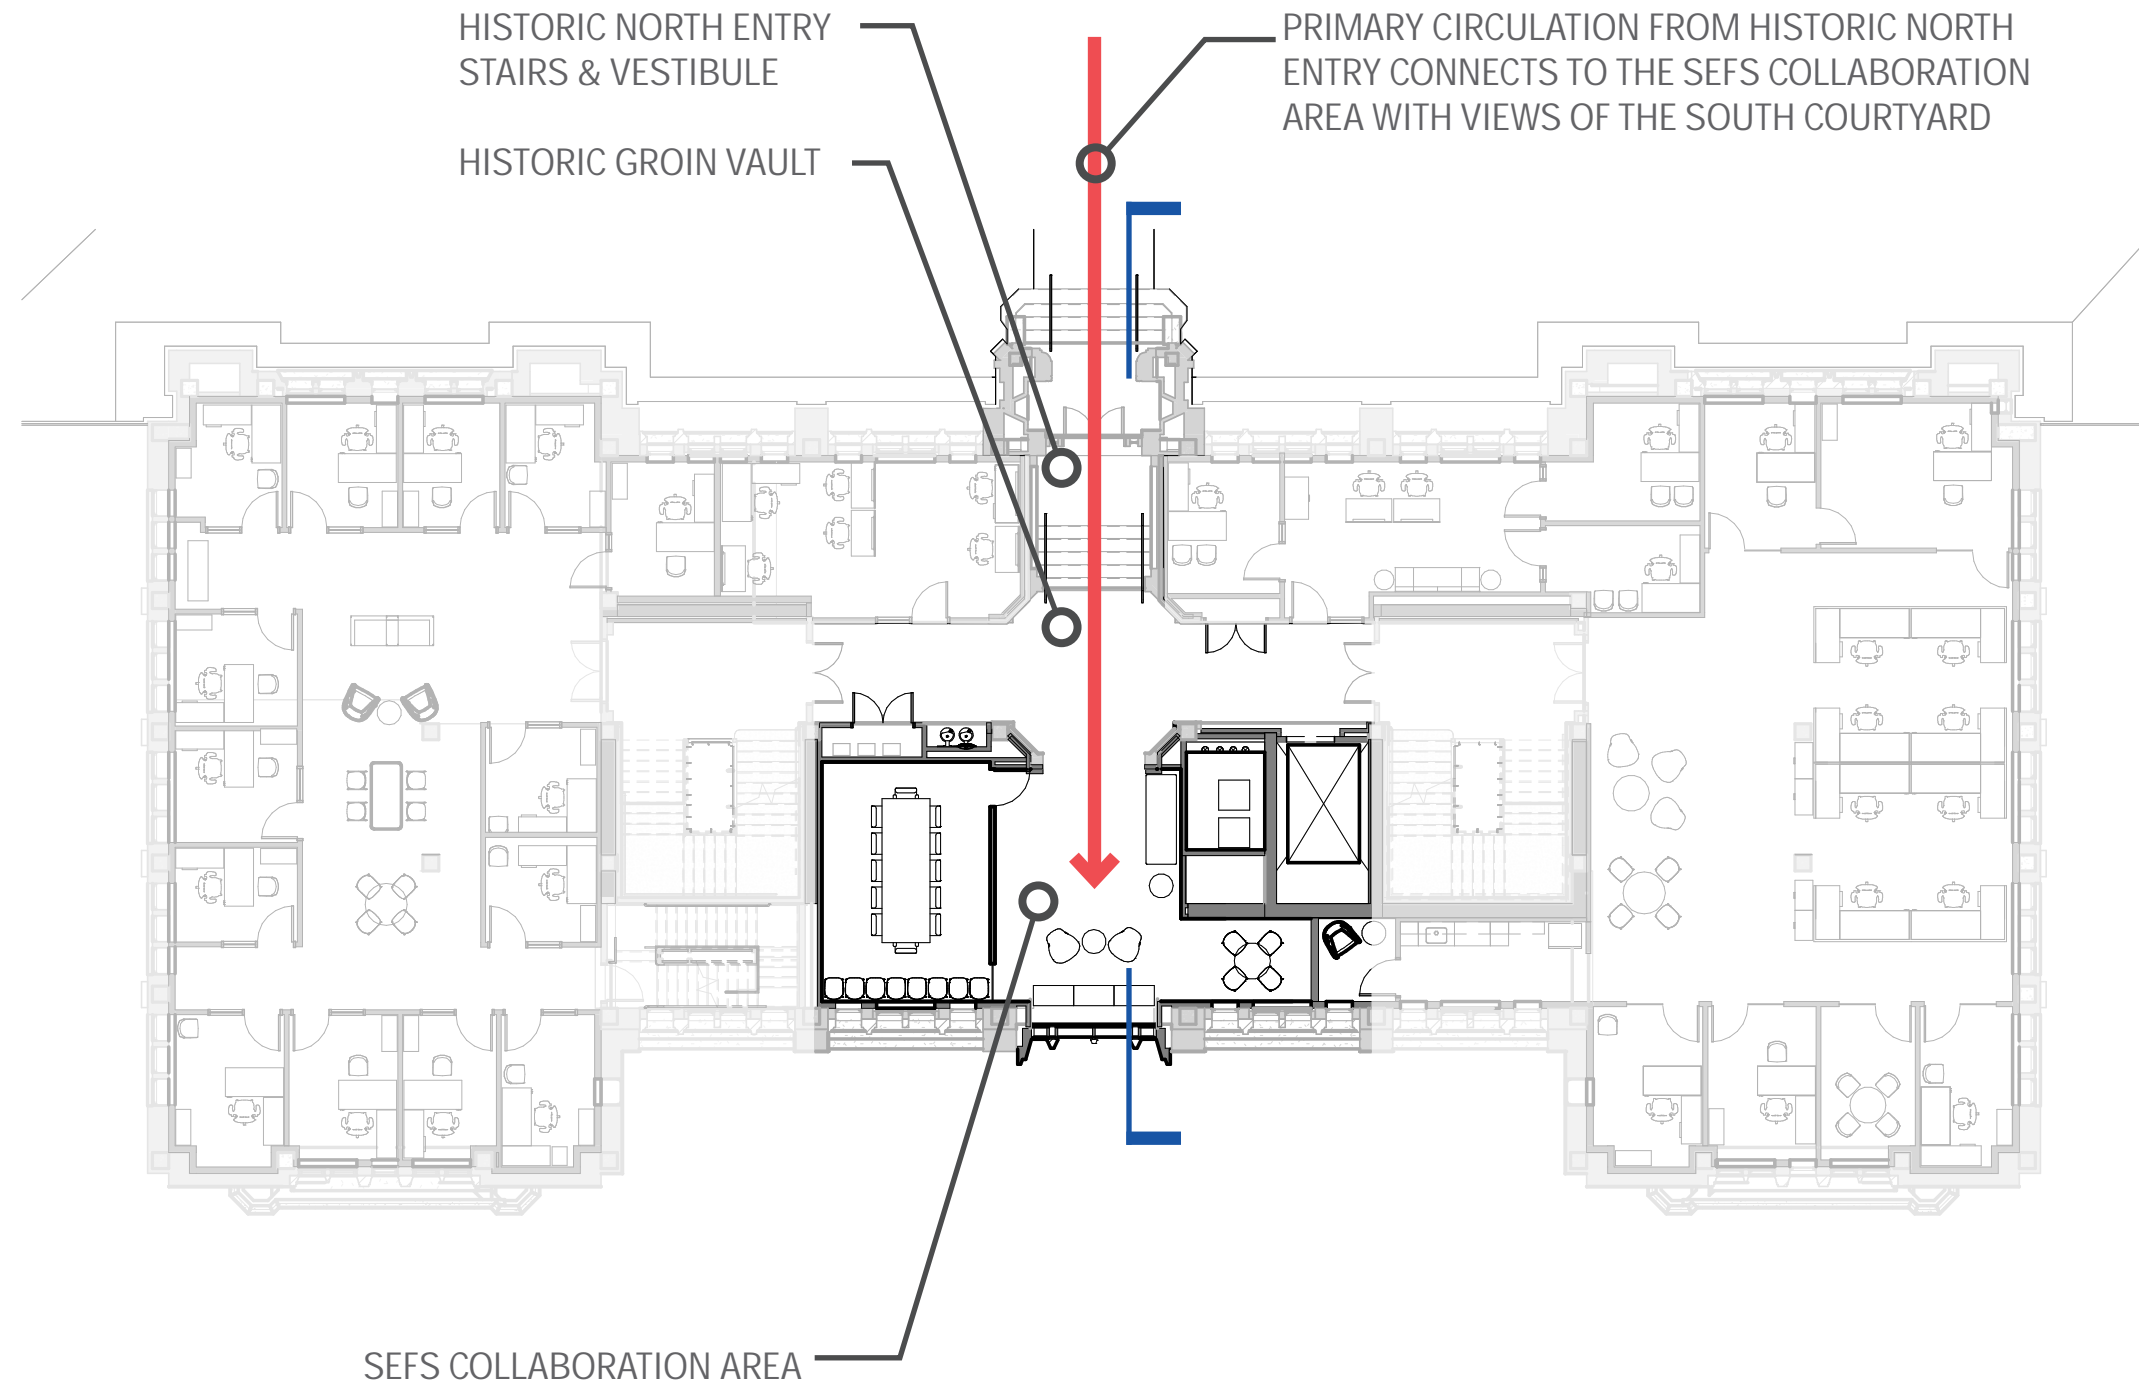 HISTORIC NORTH ENTRY
STAIRS & VESTIBULE
HISTORIC GROIN VAULT
PRIMARY CIRCULATION FROM HISTORIC NORTH
ENTRY CONNECTS TO THE SEFS COLLABORATION
AREA WITH VIEWS OF THE SOUTH COURTYARD
SEFS COLLABORATION AREA